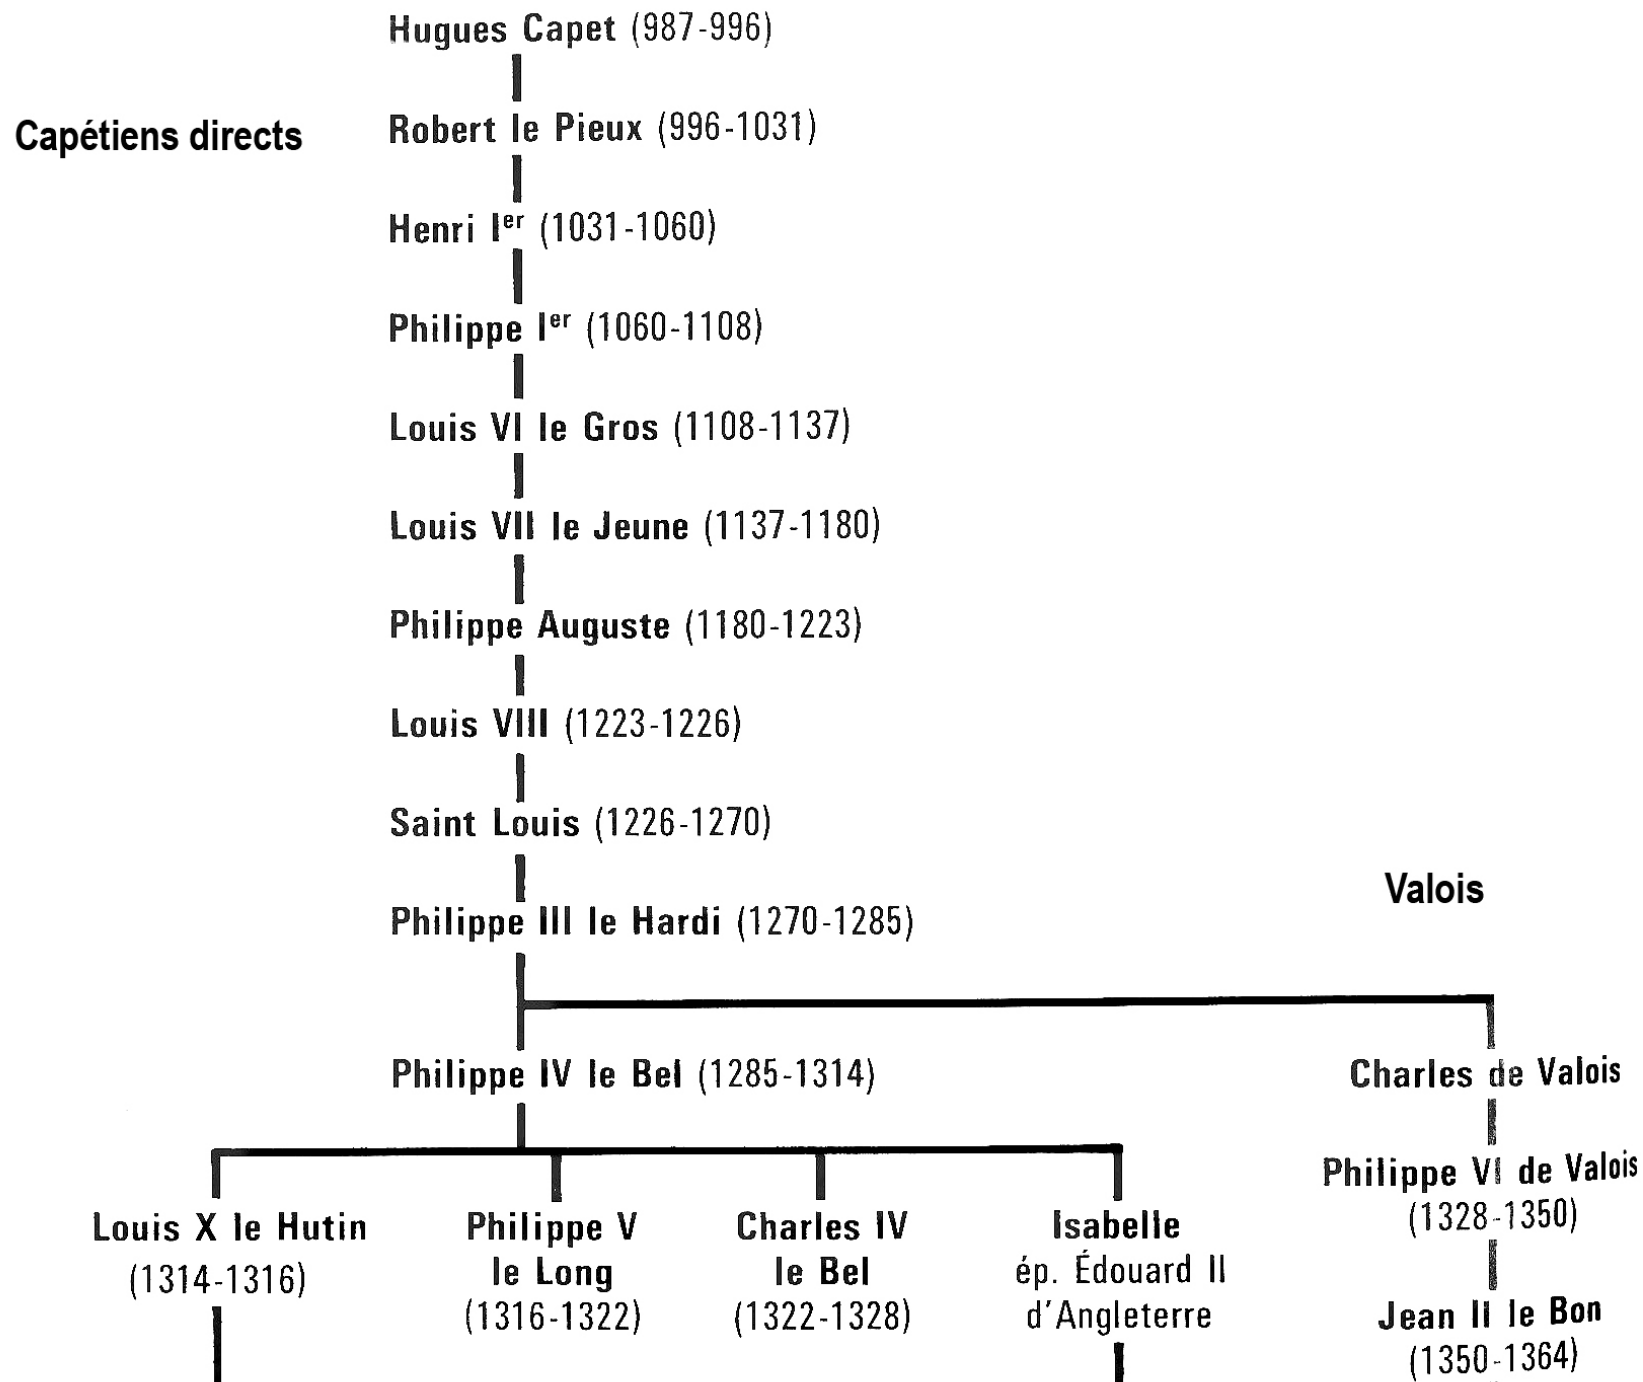 Hugues Capet (987-996)
Capétiens directs
Robert le Pieux (996-1031)
Henri Ier (1031-1060)
Philippe Ier (1060-1108)
Louis VI le Gros (1108-1137)
Louis VII le Jeune (1137-1180)
Philippe Auguste (1180-1223)
Louis VIII (1223-1226)
Saint Louis (1226-1270)
Valois
Philippe III le Hardi (1270-1285)
Philippe IV le Bel (1285-1314)
Charles de Valois
Philippe VI de Valois
(1328-1350)
Louis X le Hutin
(1314-1316)
Philippe V
le Long
(1316-1322)
Charles IV
le Bel
(1322-1328)
Isabelle
ép. Édouard II
d'Angleterre
Jean II le Bon
(1350-1364)